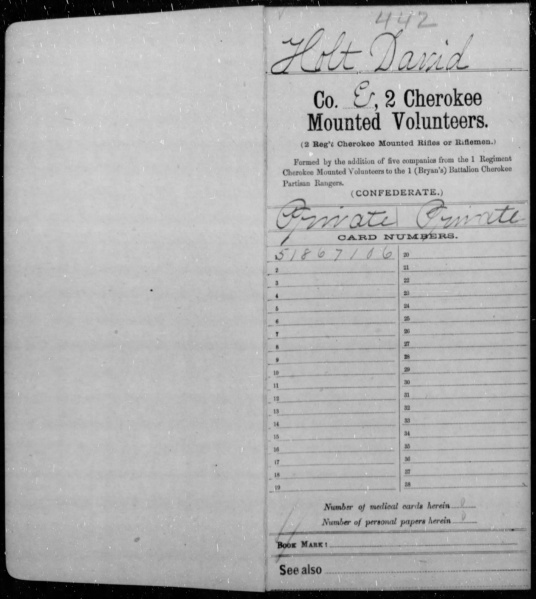 442
Holt David
Co. E, 2 Cherokee
Mounted Volunteers.
(2 Reg't Cherokee Mounted Rifles or Riflemen.)
Formed by the addition of five companies from the 1 Regiment
Cherokee Mounted Volunteers to the 1 (Bryan's) Battalion Cherokee
Partisan Rangers.
(CONFEDERATE.)
Private Private
CARD NUMBERS.
51867106 20
2 21
3 22
4 23
5 24
6 25
7 26
8 27
9 28
10 29
11 30
12 31
13 32
14 33
15 34
16 35
17 36
18 37
19 38
Number of medical cards herein 0
Number of personal papers herein 0
BOOK MARK:
See also